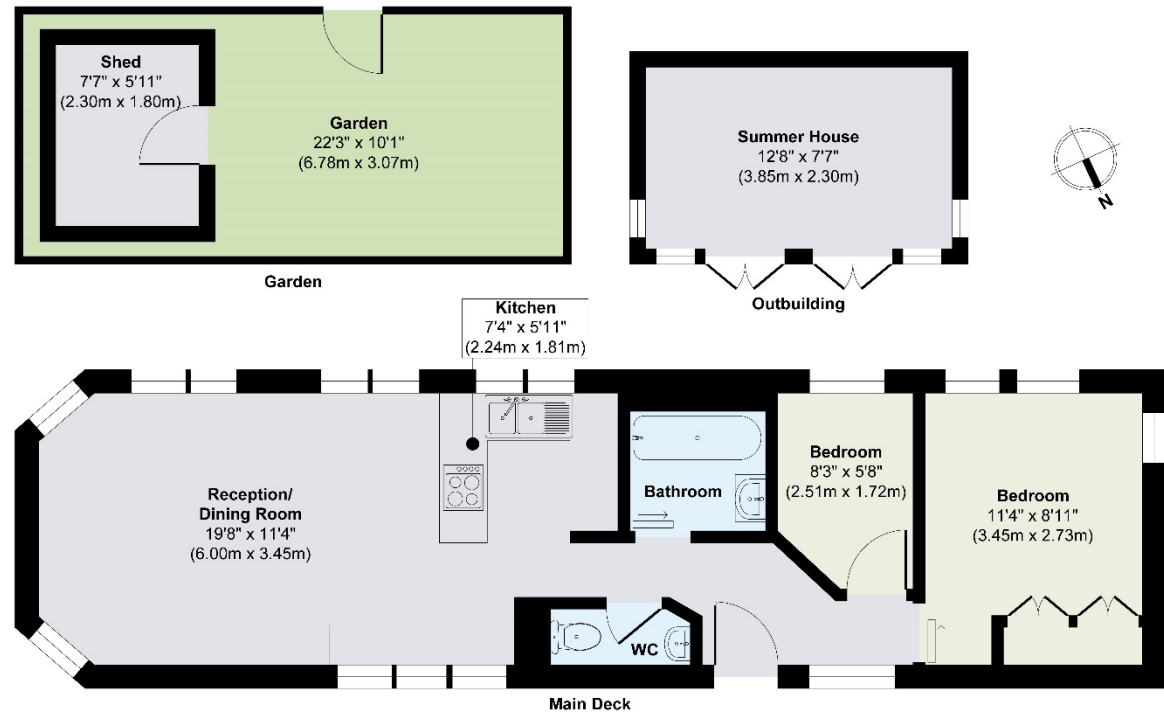 Shed
7'7" x 5'11"
(2.30m x 1.80m)
Garden
22'3" x 10'1"
(6.78m x 3.07m)
Garden
Summer House
12'8" x 7'7"
(3.85m x 2.30m)
Outbuilding
N
Kitchen
7'4" x 5'11"
(2.24m x 1.81m)
Reception/
Dining Room
19'8" x 11'4"
(6.00m x 3.45m)
Bathroom
Bedroom
8'3" x 5'8"
(2.51m x 1.72m)
Bedroom
11'4" x 8'11"
(3.45m x 2.73m)
WC
Main Deck